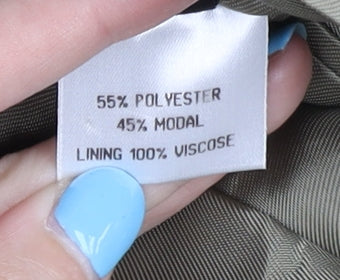 55% POLYESTER
45% MODAL
LINING 100% VISCOSE